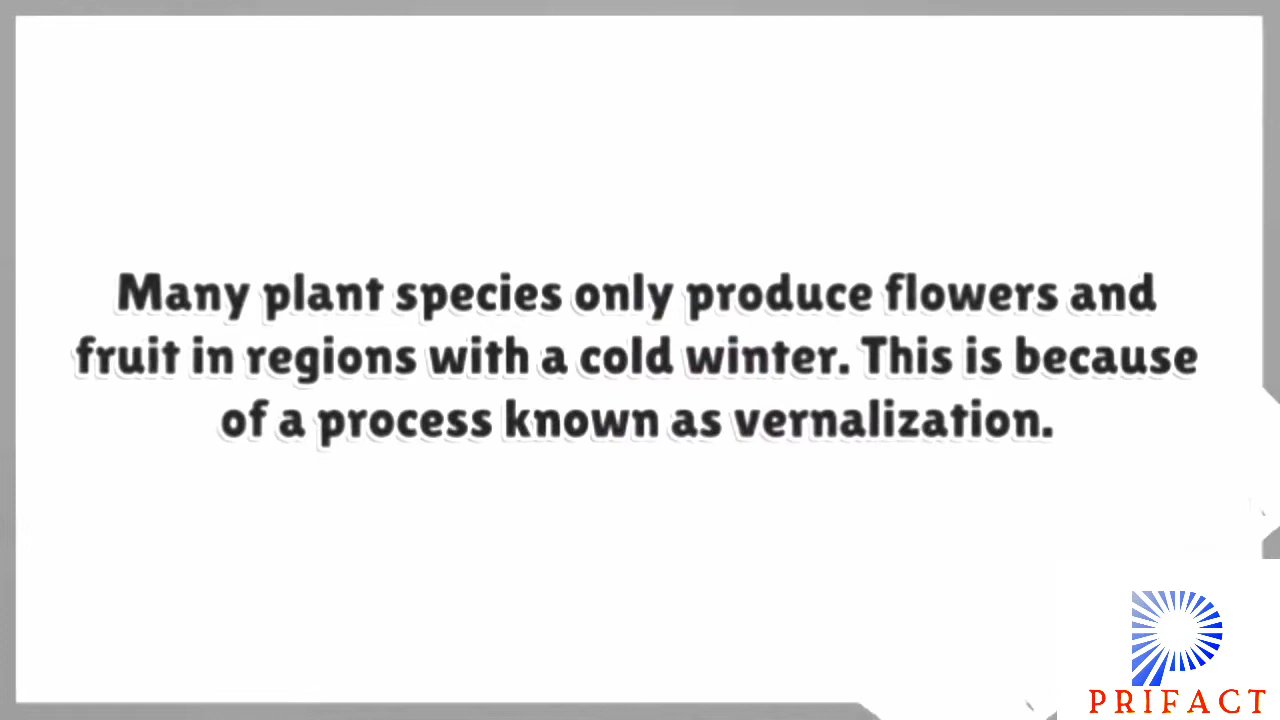 Many plant species only produce flowers and
fruit in regions with a cold winter. This is because
of a process known as vernalization.
PRIFACT